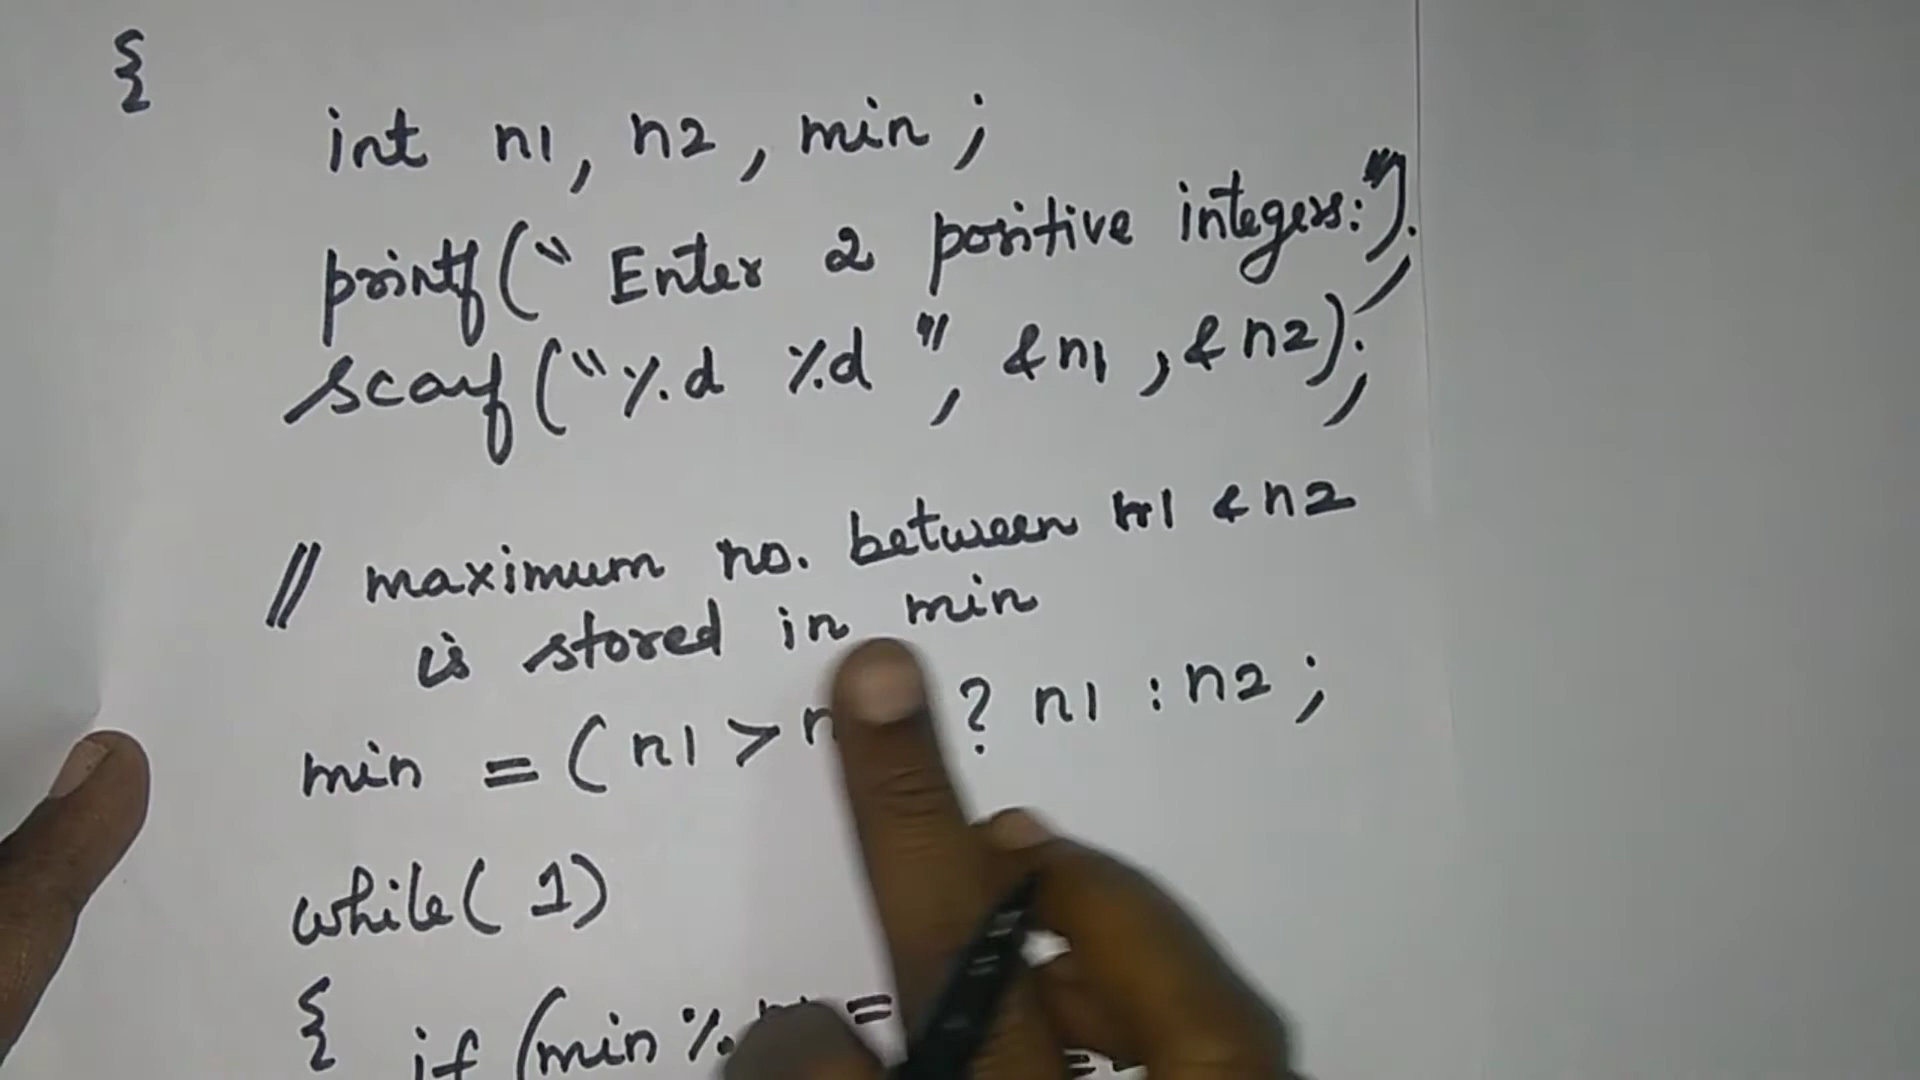 {
int n1, n2, min;
printf("Enter 2 positive integers:");
scanf("%d %d", &n1, &n2);
// maximum no. between n1 & n2
is stored in min
min = (n1 > ? n1 : n2;
while(1)
{ if (min %